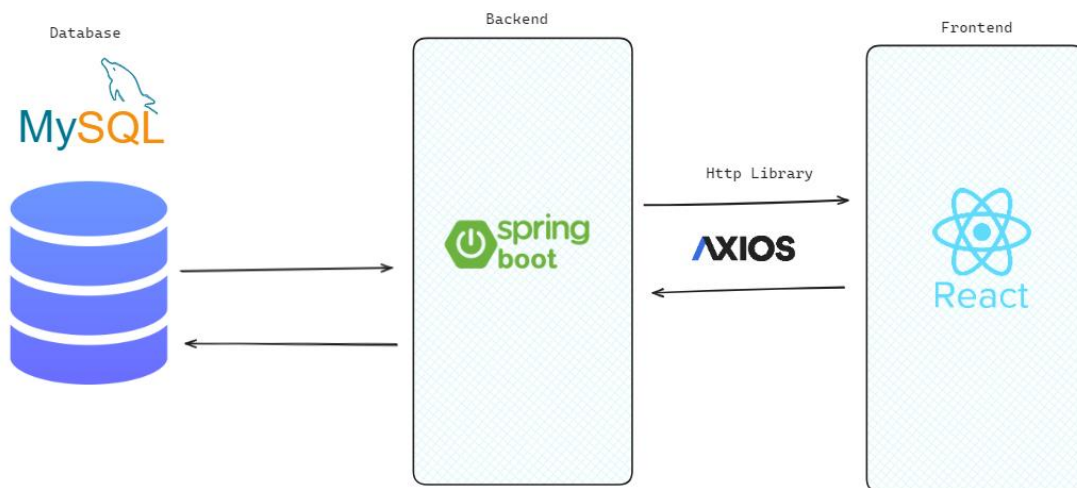 Database
MySQL
Backend
spring
boot
Http Library
AXIOS
Frontend
React